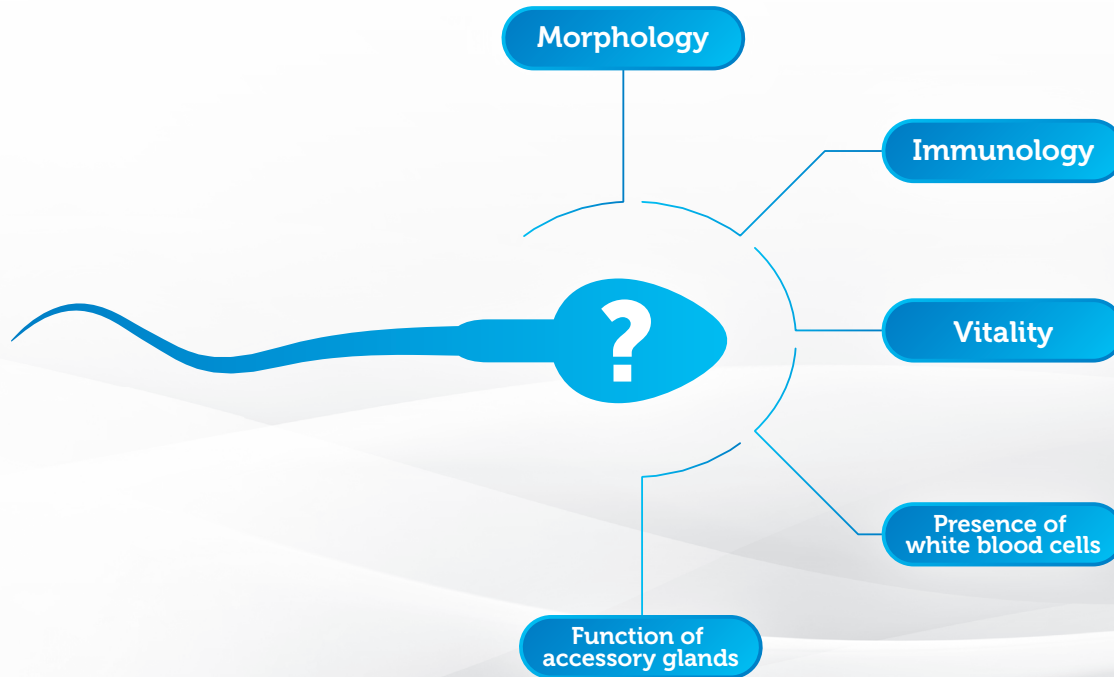 Morphology
Immunology
?
Vitality
Presence of
white blood cells
Function of
accessory glands